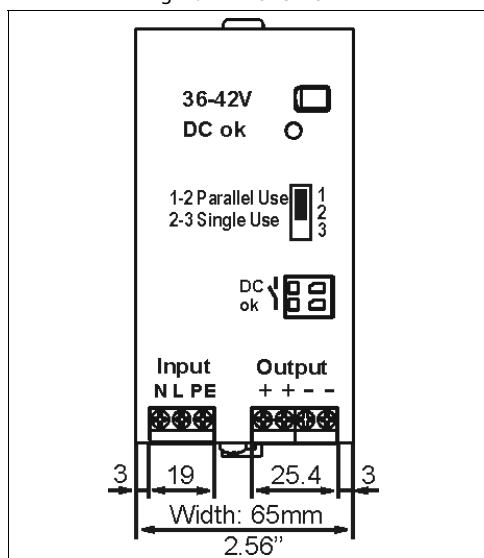 36-42V
DC ok
1-2 Parallel Use
2-3 Single Use
1
2
3
DC
ok
Input
Output
N L PE
+ + - -
3
19
25.4
3
Width: 65mm
2.56"